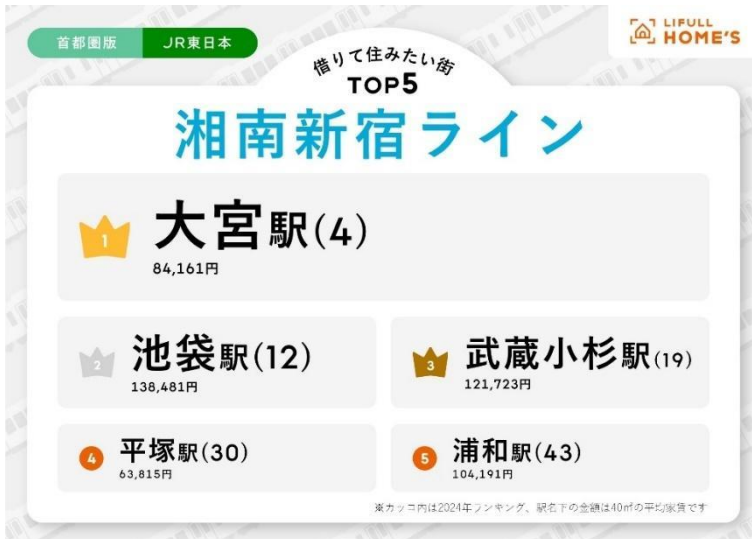 首都圏版
JR東日本
LIFULL
HOME'S
借りて住みたい街
TOP5
湘南新宿ライン
1
大宮駅(4)
84,161円
2
池袋駅(12)
138,481円
3
武蔵小杉駅(19)
121,723円
4
平塚駅(30)
63,815円
5
浦和駅(43)
104,191円
※カッコ内は2024年ランキング、駅名下の金額は40㎡の平均家賃です